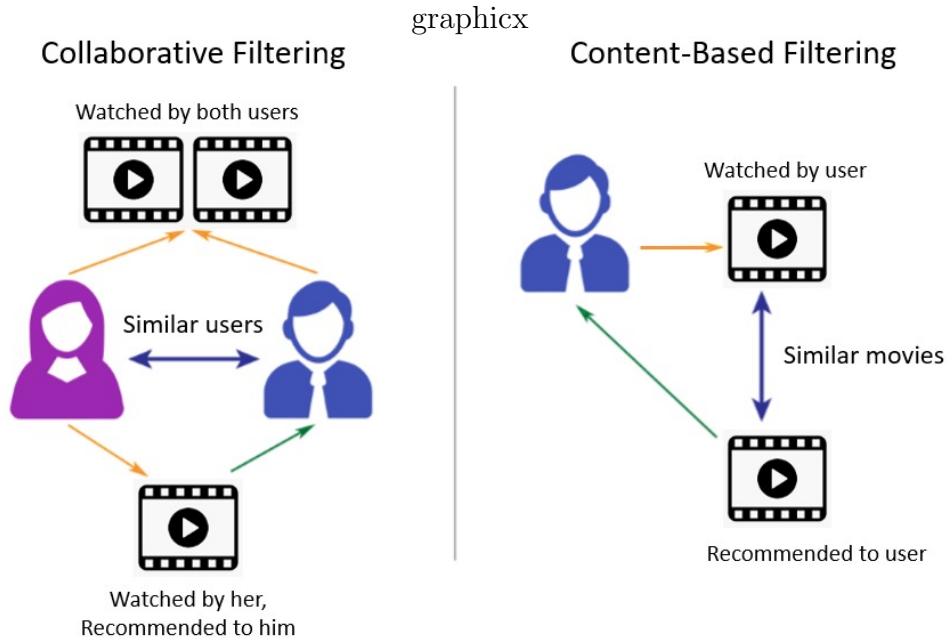 graphicx
Collaborative Filtering
Watched by both users
Similar users
Watched by her,
Recommended to him
Content-Based Filtering
Watched by user
Similar movies
Recommended to user